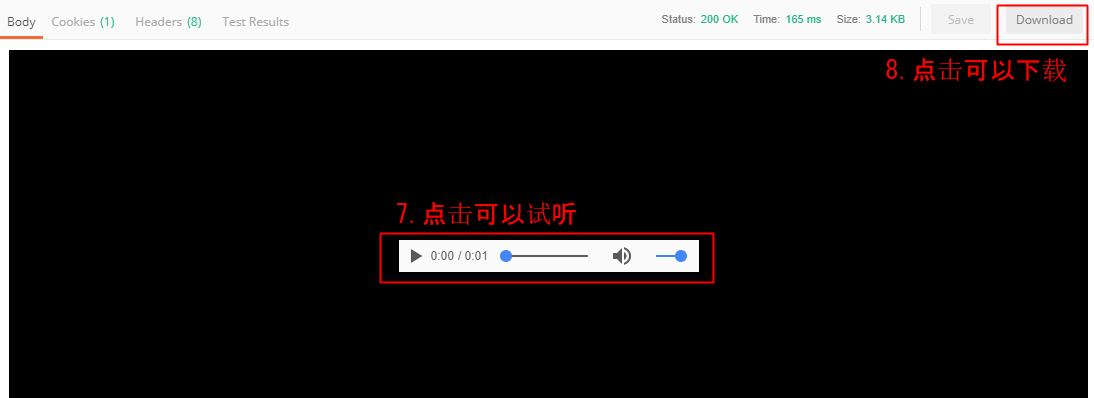 Body Cookies (1) Headers (8) Test Results Status: 200 OK Time: 165 ms Size: 3.14 KB Save Download
8.点击可以下载
7.点击可以试听
0:00 / 0:01